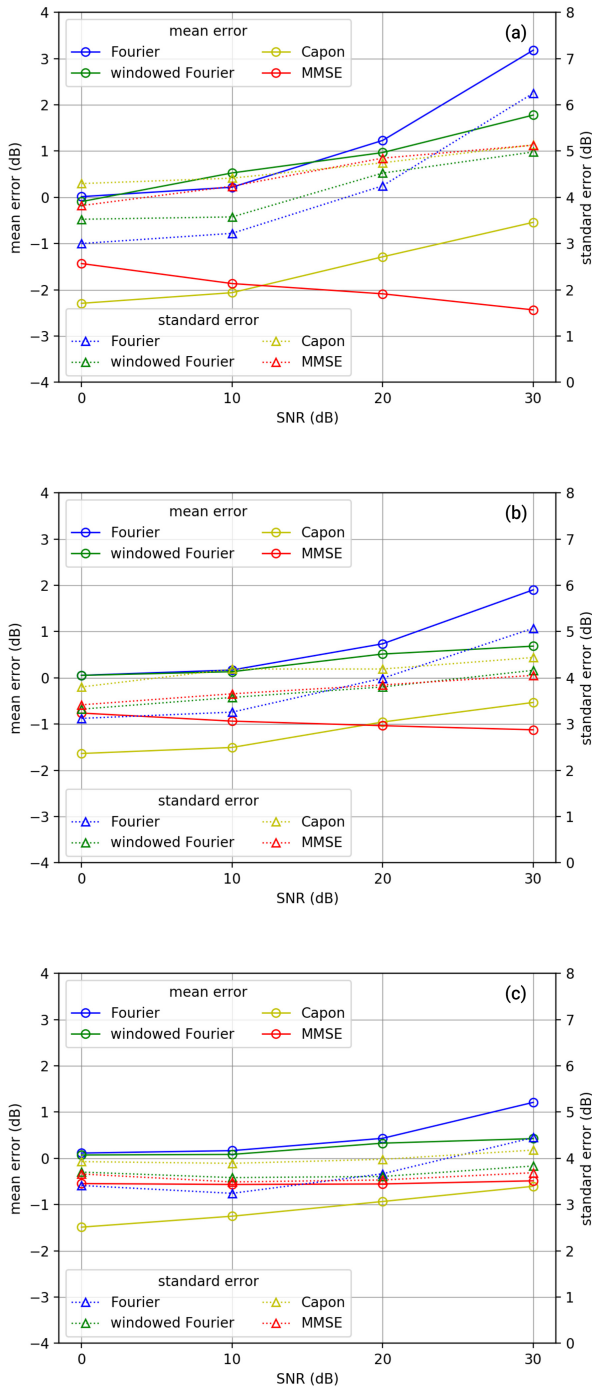 (a)
mean error
Fourier Capon
windowed Fourier MMSE
4 3 2 1 0 −1 −2 −3 −4
mean error (dB)
8 7 6 5 4 3 2 1 0
standard error (dB)
standard error
Fourier Capon
windowed Fourier MMSE
0 10 20 30
SNR (dB)
(b)
mean error
Fourier Capon
windowed Fourier MMSE
4 3 2 1 0 −1 −2 −3 −4
mean error (dB)
8 7 6 5 4 3 2 1 0
standard error (dB)
standard error
Fourier Capon
windowed Fourier MMSE
0 10 20 30
SNR (dB)
(c)
mean error
Fourier Capon
windowed Fourier MMSE
4 3 2 1 0 −1 −2 −3 −4
mean error (dB)
8 7 6 5 4 3 2 1 0
standard error (dB)
standard error
Fourier Capon
windowed Fourier MMSE
0 10 20 30
SNR (dB)